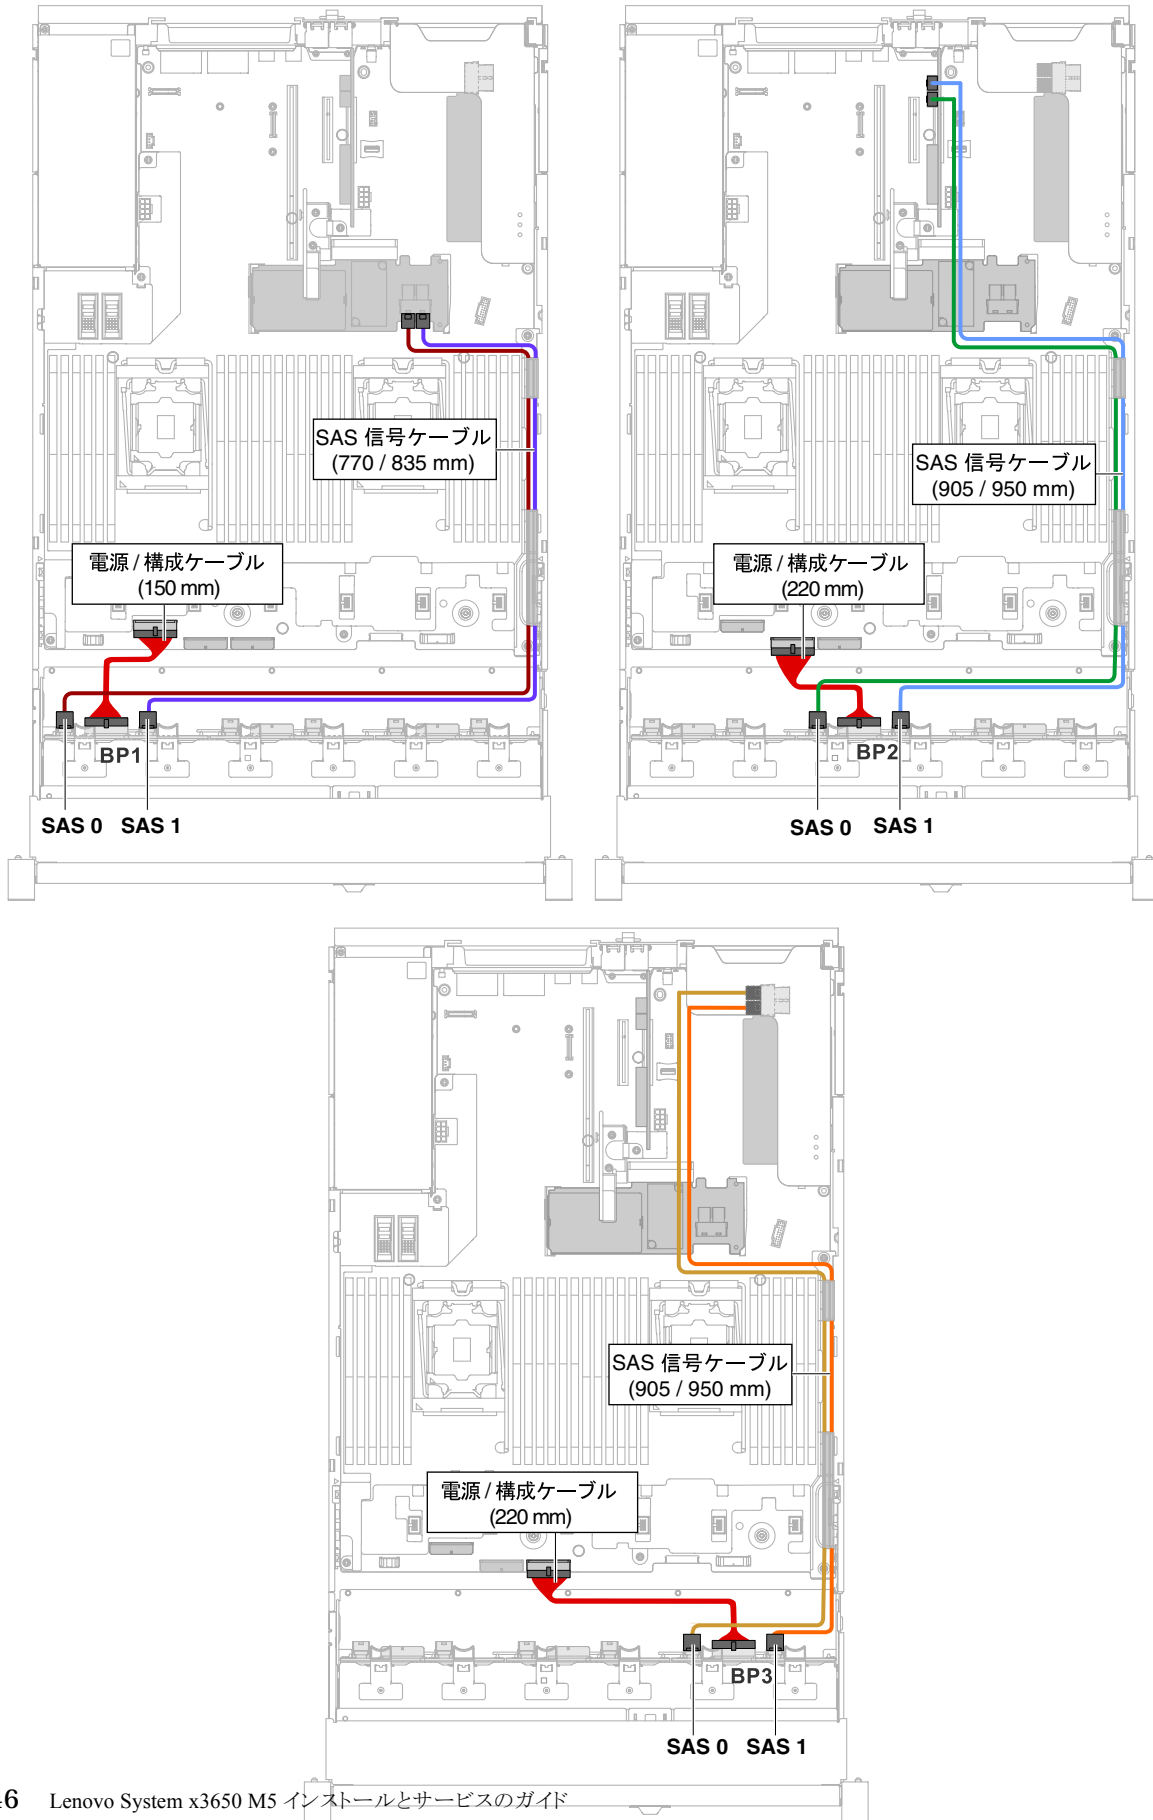 SAS 信号ケーブル
(770 / 835 mm)
電源 / 構成ケーブル
(150 mm)
BP1
SAS 0 SAS 1
SAS 信号ケーブル
(905 / 950 mm)
電源 / 構成ケーブル
(220 mm)
BP2
SAS 0 SAS 1
SAS 信号ケーブル
(905 / 950 mm)
電源 / 構成ケーブル
(220 mm)
BP3
SAS 0 SAS 1
Lenovo System x3650 M5 インストールとサービスのガイド